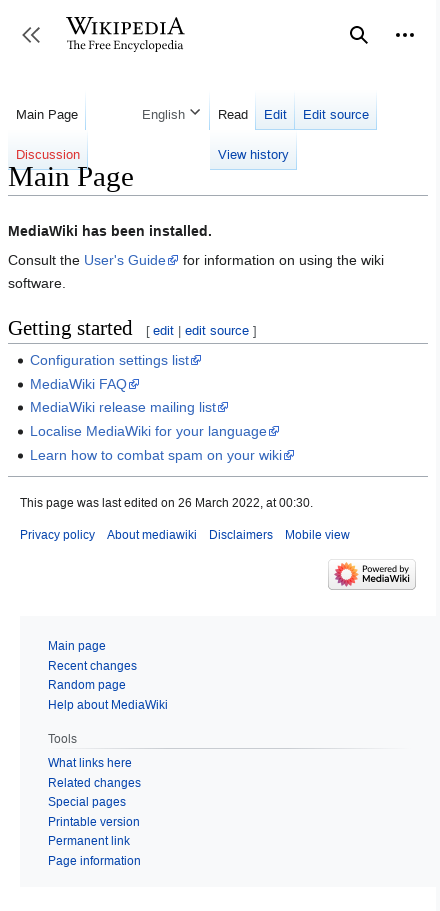 WIKIPEDIA
The Free Encyclopedia
Main Page English Read Edit Edit source
Discussion View history
Main Page
MediaWiki has been installed.
Consult the User's Guide for information on using the wiki
software.
Getting started [ edit | edit source ]
Configuration settings list
MediaWiki FAQ
MediaWiki release mailing list
Localise MediaWiki for your language
Learn how to combat spam on your wiki
This page was last edited on 26 March 2022, at 00:30.
Privacy policy About mediawiki Disclaimers Mobile view
Powered by
MediaWiki
Main page
Recent changes
Random page
Help about MediaWiki
Tools
What links here
Related changes
Special pages
Printable version
Permanent link
Page information